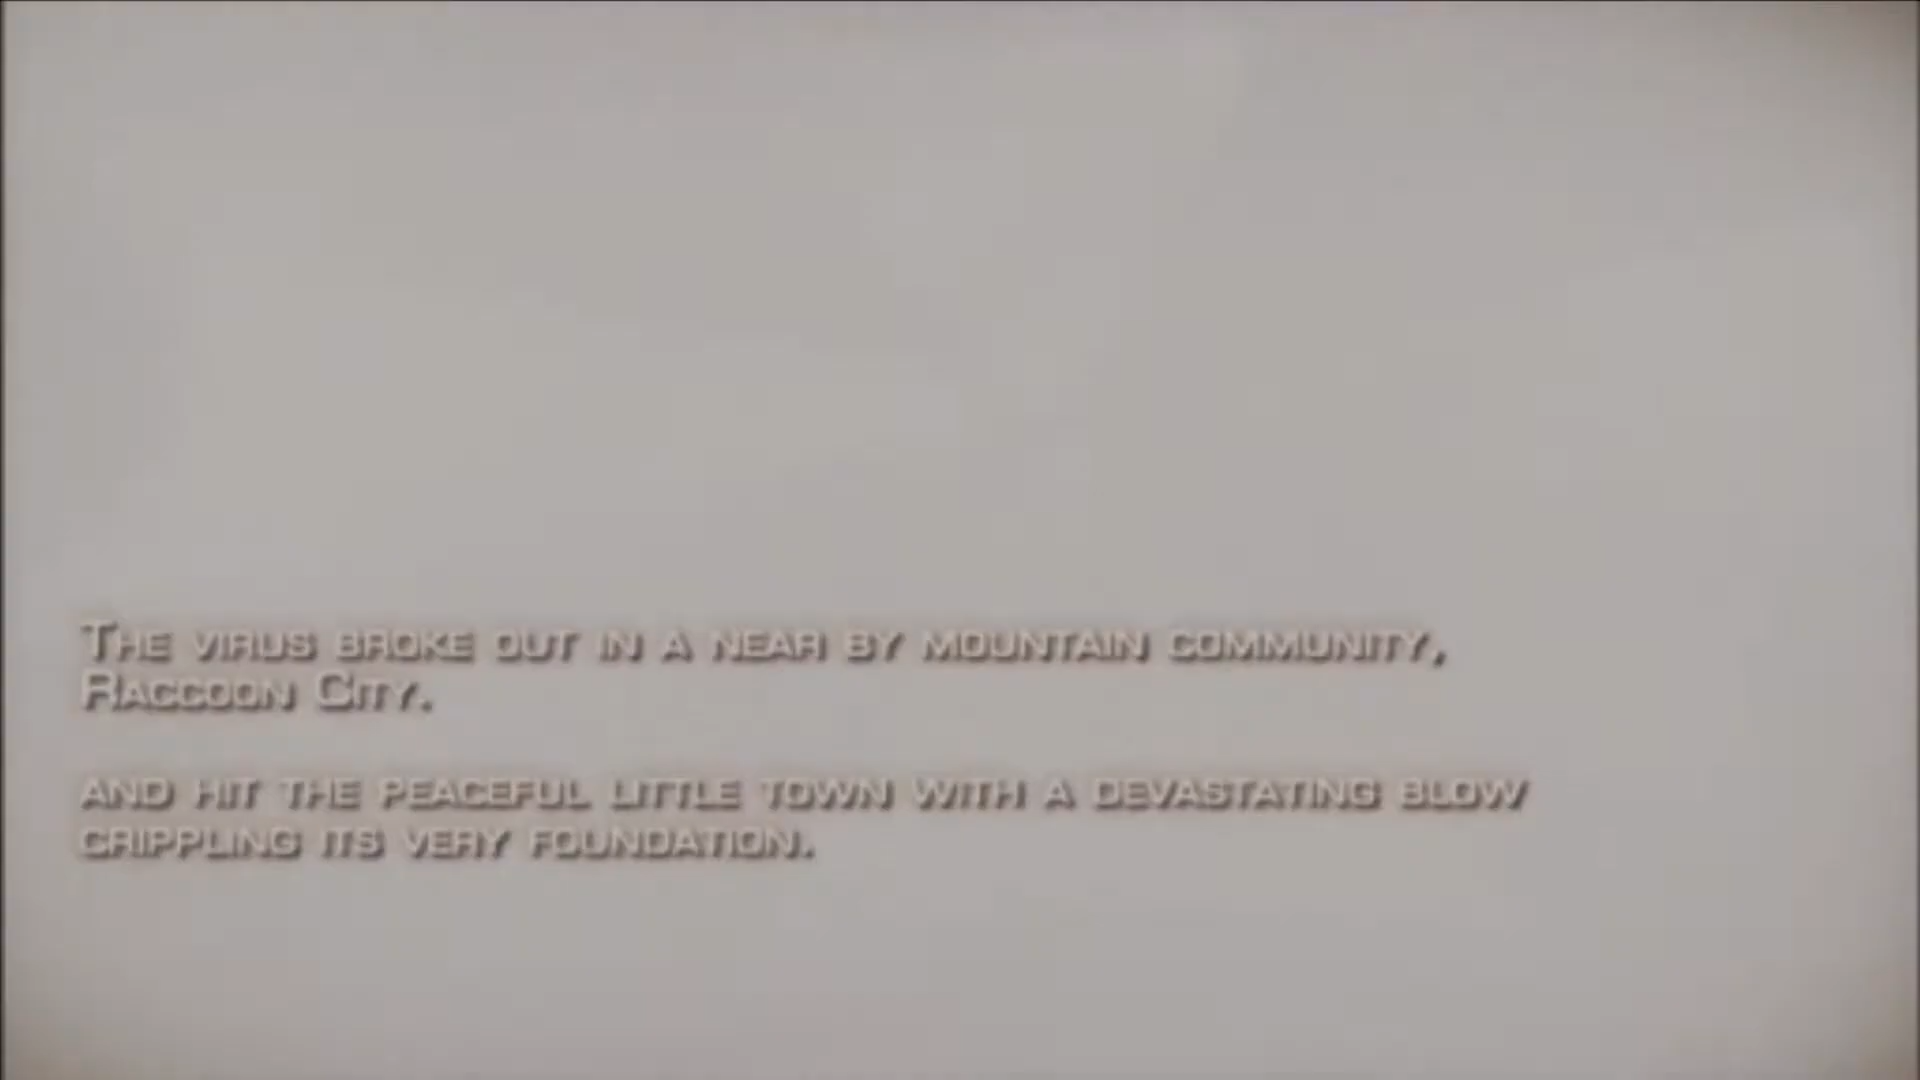 The virus broke out in a near by mountain community,
Raccoon City.
and hit the peaceful little town with a devastating blow
crippling its very foundation.